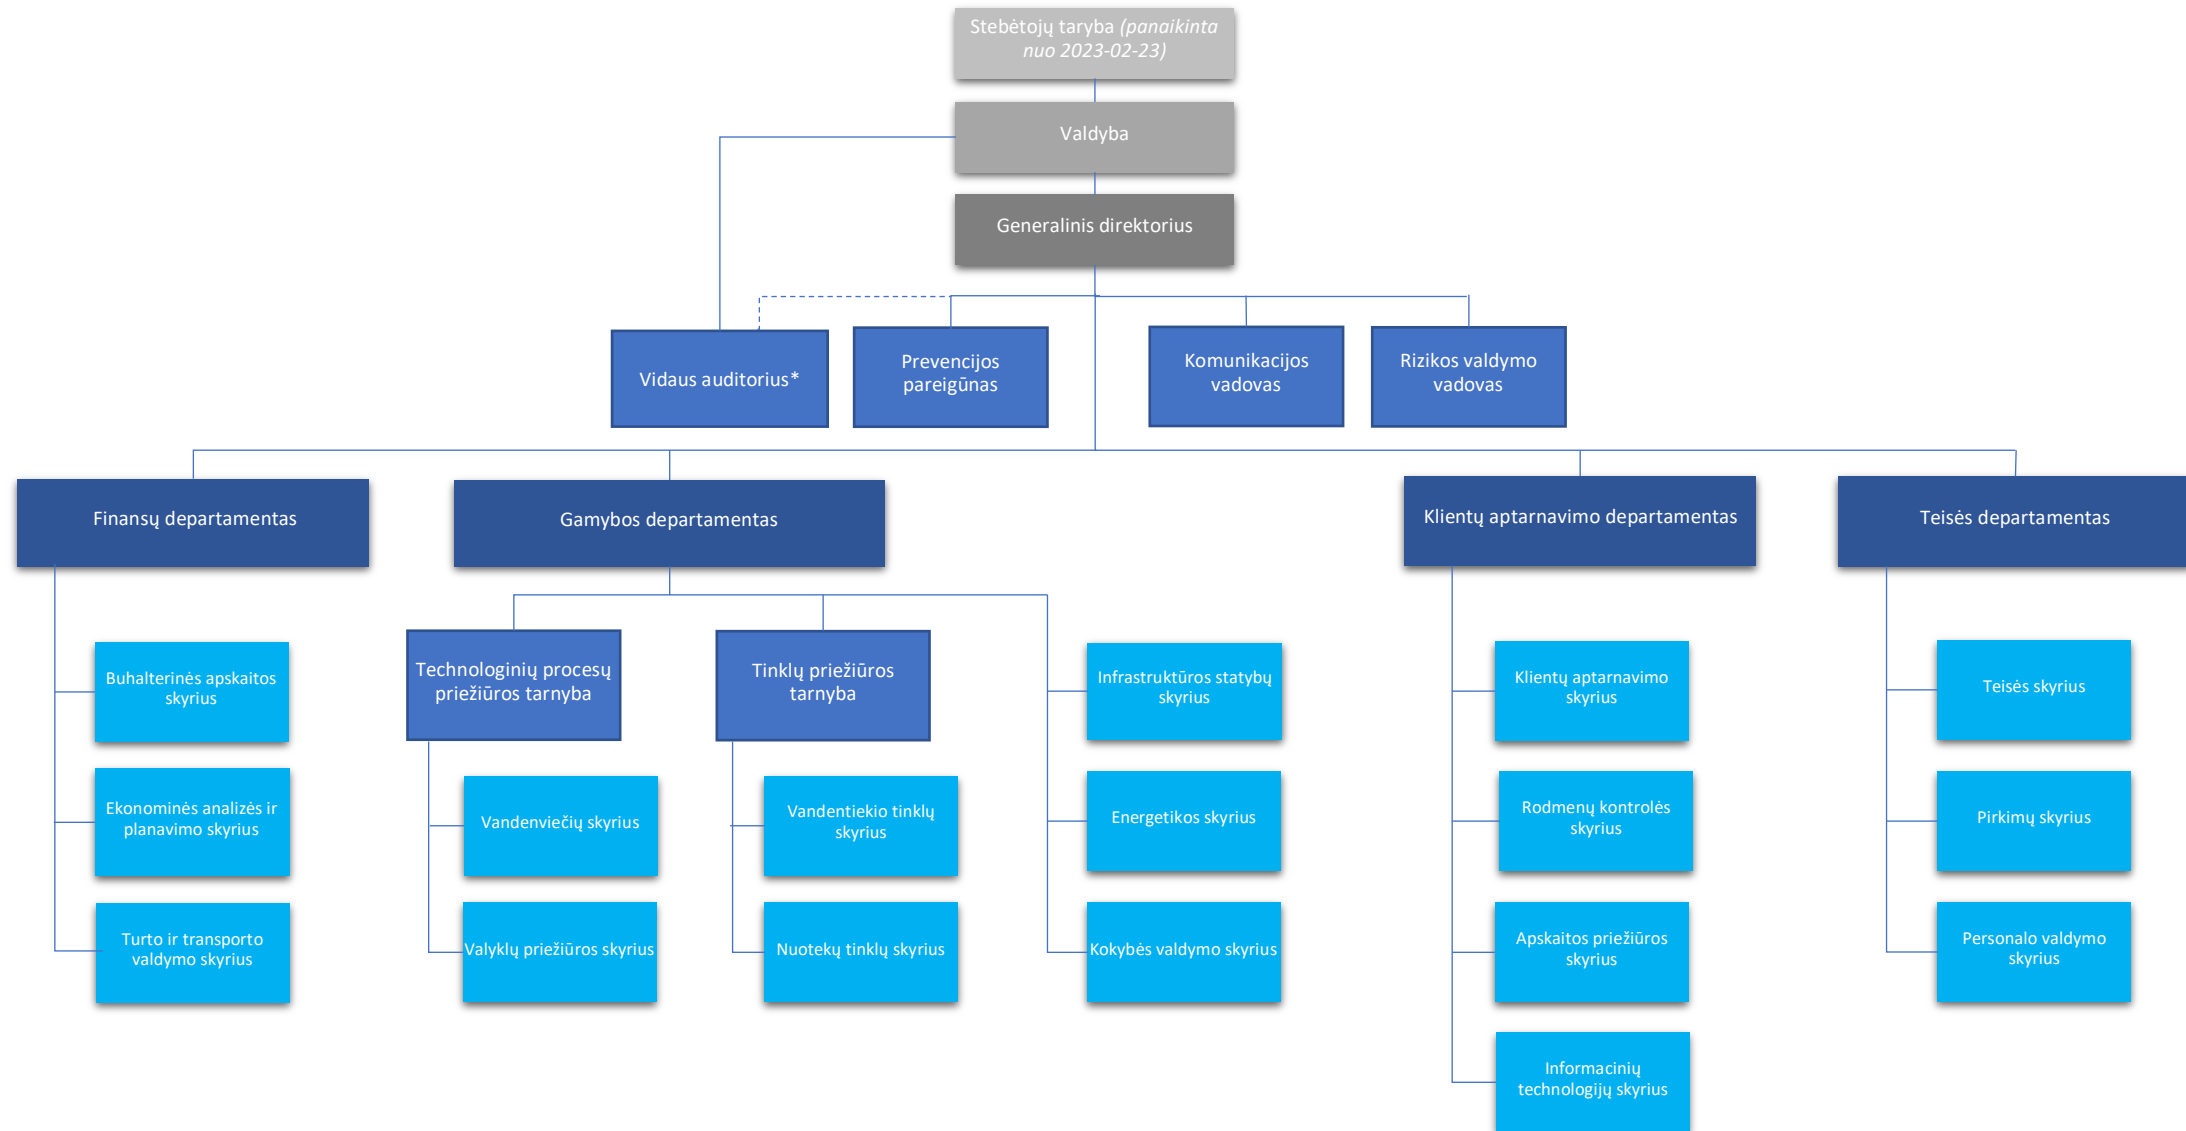 Stebėtojų taryba (panaikinta
nuo 2023-02-23)
Valdyba
Generalinis direktorius
Vidaus auditorius*
Prevencijos
pareigūnas
Komunikacijos
vadovas
Rizikos valdymo
vadovas
Finansų departamentas
Gamybos departamentas
Klientų aptarnavimo departamentas
Teisės departamentas
Buhalterinės apskaitos
skyrius
Ekonominės analizės ir
planavimo skyrius
Turto ir transporto
valdymo skyrius
Technologinių procesų
priežiūros tarnyba
Vandenviečių skyrius
Valyklų priežiūros skyrius
Tinklų priežiūros
tarnyba
Vandentiekio tinklų
skyrius
Nuotekų tinklų skyrius
Infrastruktūros statybų
skyrius
Energetikos skyrius
Kokybės valdymo skyrius
Klientų aptarnavimo
skyrius
Rodmenų kontrolės
skyrius
Apskaitos priežiūros
skyrius
Informacinių
technologijų skyrius
Teisės skyrius
Pirkimų skyrius
Personalo valdymo
skyrius